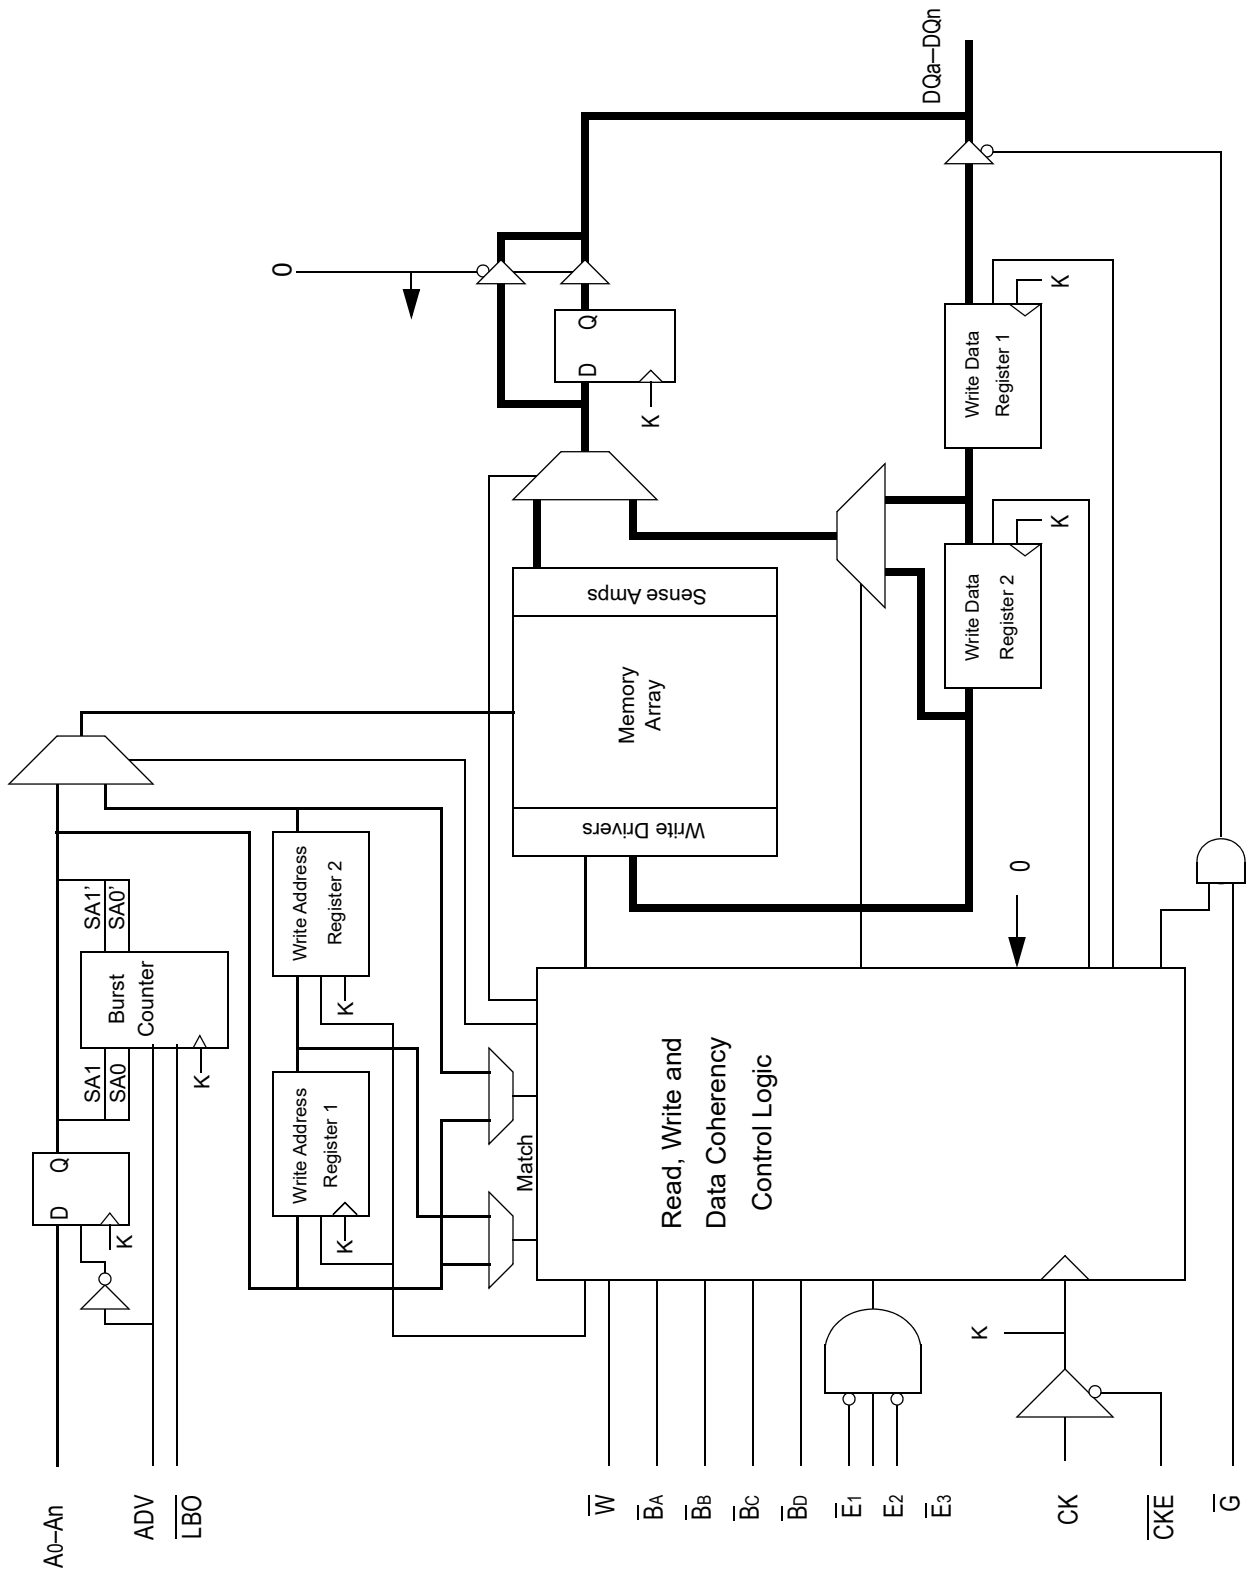 A0–An
ADV
LBO
W
BA
BB
BC
BD
E1
E2
E3
CK
CKE
G
D Q
K
SA1
SA0
Burst
Counter
K
SA1'
SA0'
Write Address
Register 1
K
Write Address
Register 2
K
Match
Read, Write and
Data Coherency
Control Logic
K
0
Write Drivers
Memory
Array
Sense Amps
D Q
K
0
Write Data
Register 2
K
Write Data
Register 1
K
DQa–DQn